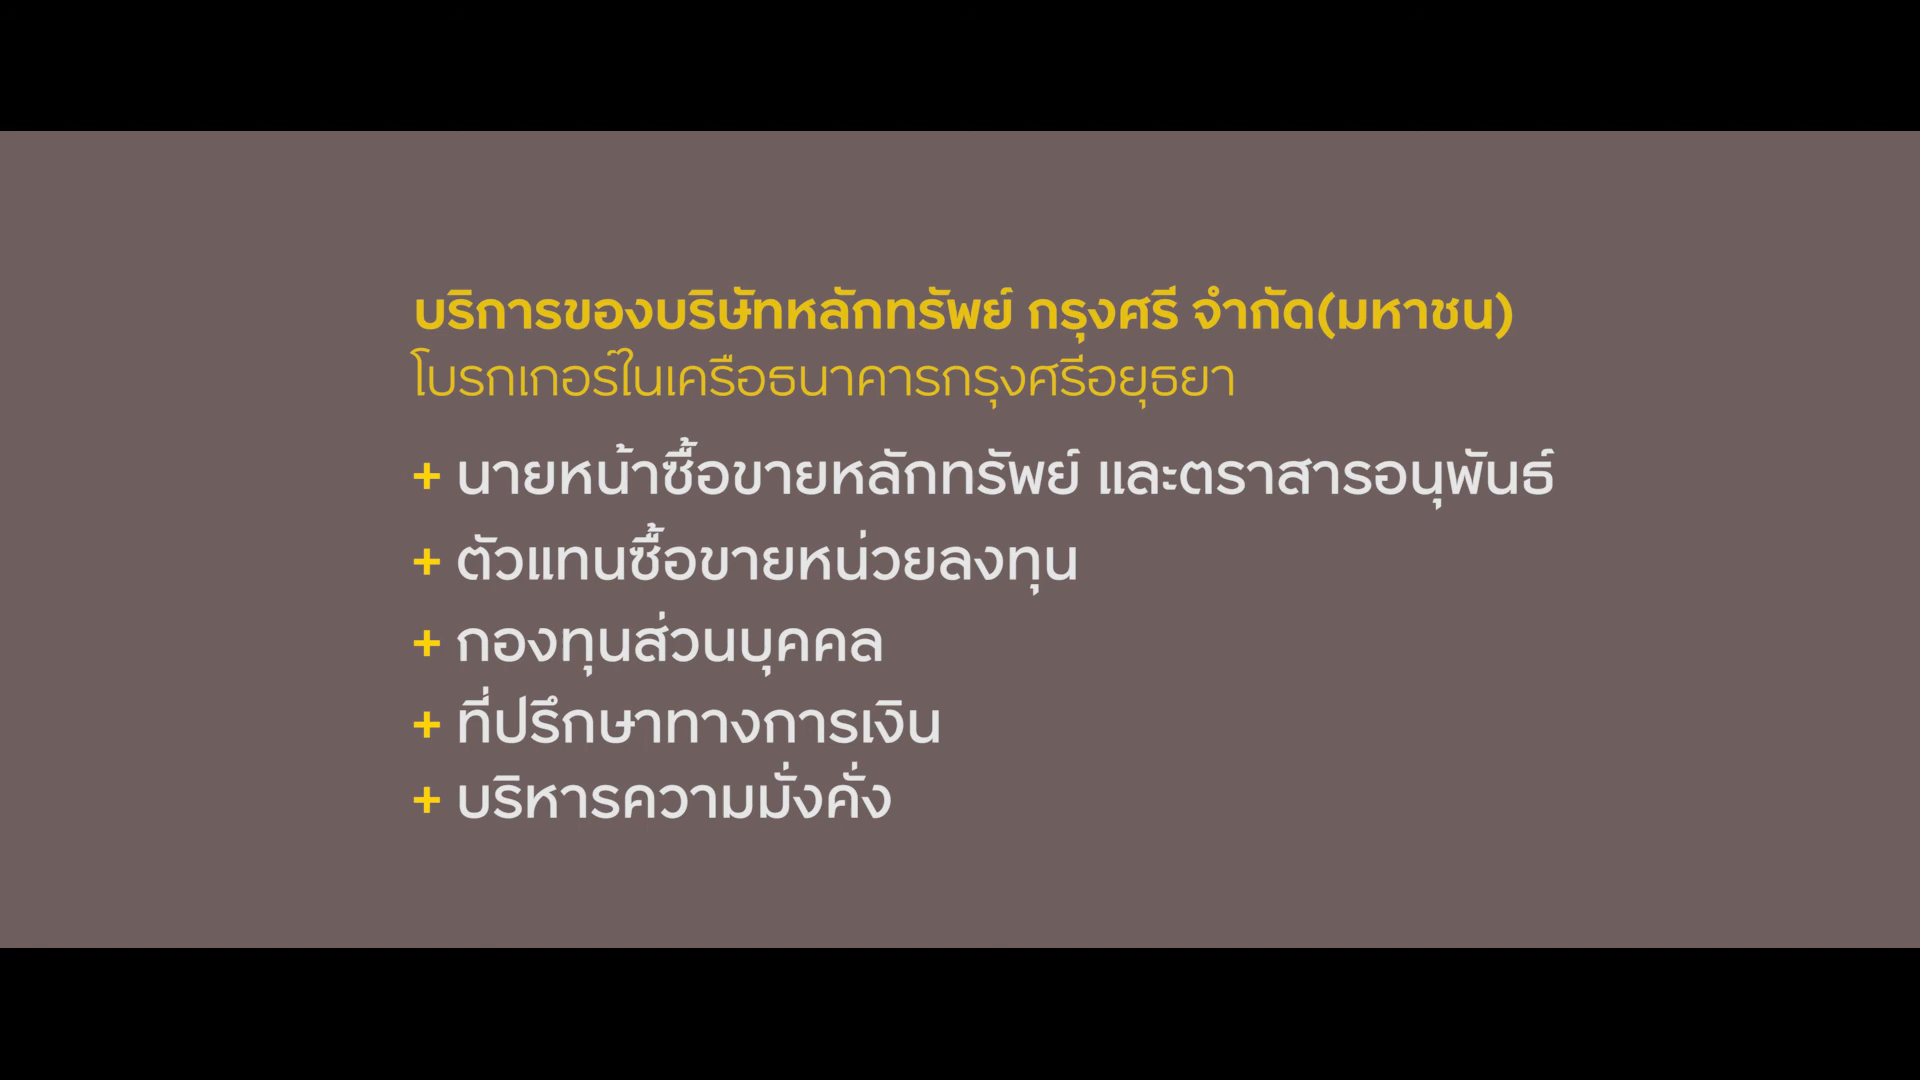 บริการของบริษัทหลักทรัพย์ กรุงศรี จำกัด(มหาชน)
โบรกเกอร์ในเครือธนาคารกรุงศรีอยุธยา
+ นายหน้าซื้อขายหลักทรัพย์ และตราสารอนุพันธ์
+ ตัวแทนซื้อขายหน่วยลงทุน
+ กองทุนส่วนบุคคล
+ ที่ปรึกษาทางการเงิน
+ บริหารความมั่งคั่ง